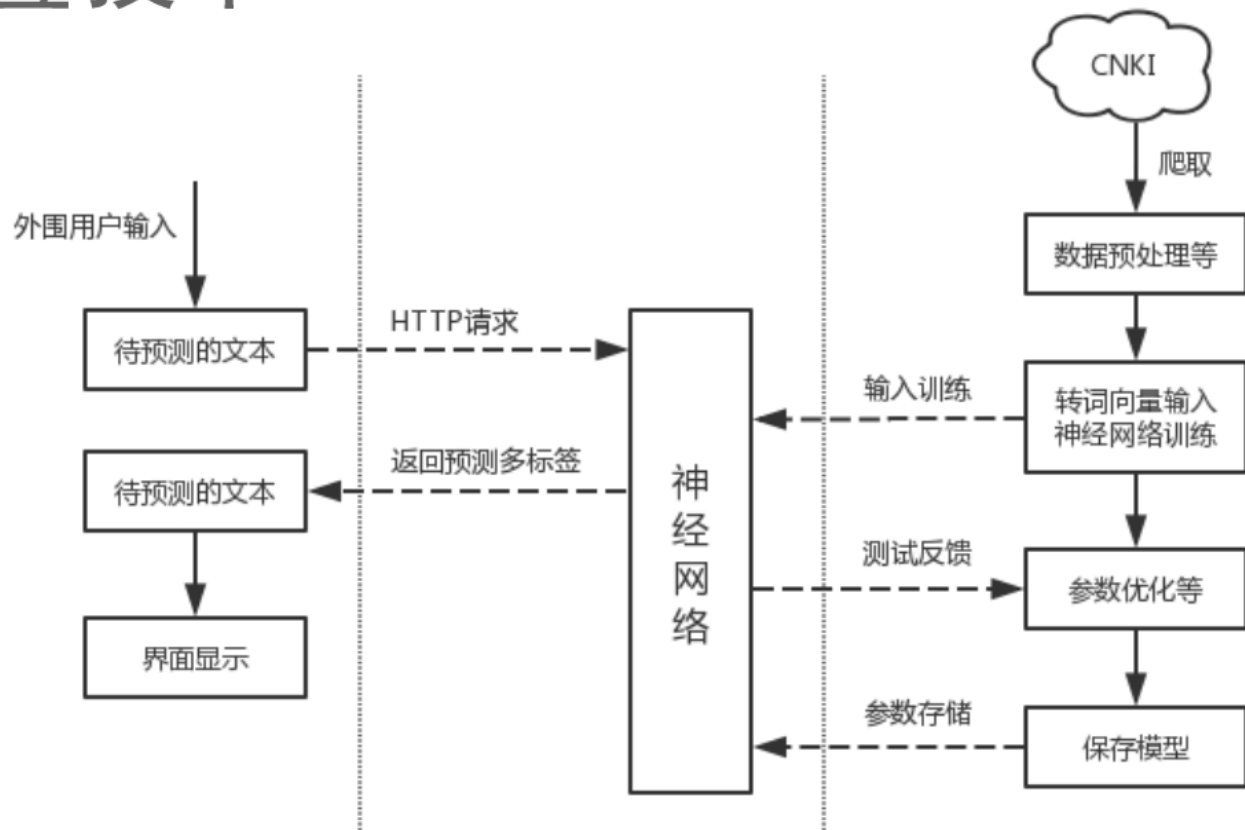 CNKI
爬取
外围用户输入
数据预处理等
待预测的文本
HTTP请求
输入训练
转词向量输入
神经网络训练
返回预测多标签
待预测的文本
神
经
网
络
测试反馈
参数优化等
界面显示
参数存储
保存模型